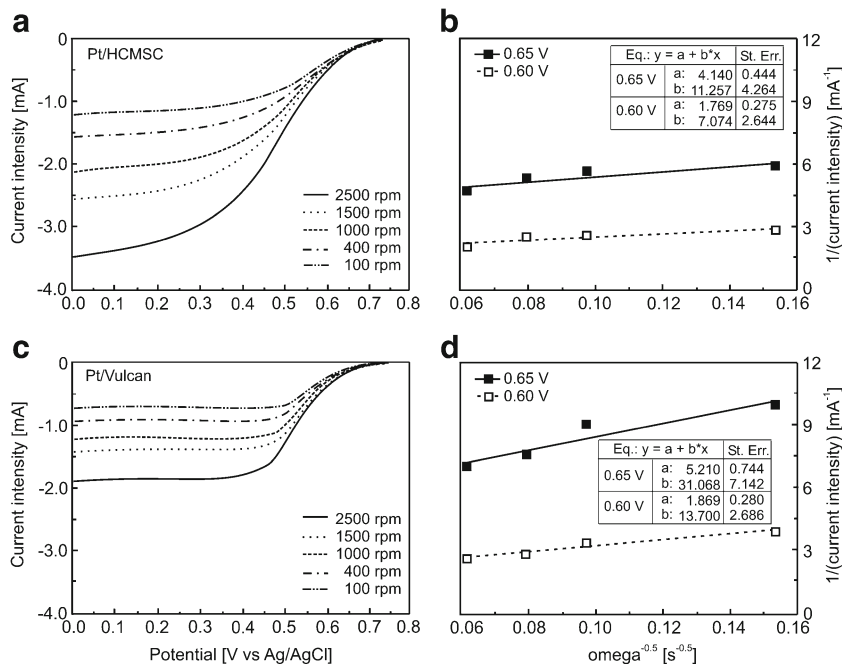 a
Pt/HCMSC
Current intensity [mA]
0
-1.0
-2.0
-3.0
-4.0
2500 rpm
1500 rpm
1000 rpm
400 rpm
100 rpm
0.0 0.1 0.2 0.3 0.4 0.5 0.6 0.7 0.8
b
0.65 V
0.60 V
Eq.: y = a + b*x St. Err.
0.65 V a: 4.140 0.444
b: 11.257 4.264
0.60 V a: 1.769 0.275
b: 7.074 2.644
12
9
6
3
0
1/(current intensity) [mA-1]
0.06 0.08 0.10 0.12 0.14 0.16
c
Pt/Vulcan
Current intensity [mA]
0
-1.0
-2.0
-3.0
-4.0
2500 rpm
1500 rpm
1000 rpm
400 rpm
100 rpm
0.0 0.1 0.2 0.3 0.4 0.5 0.6 0.7 0.8
Potential [V vs Ag/AgCl]
d
0.65 V
0.60 V
Eq.: y = a + b*x St. Err.
0.65 V a: 5.210 0.744
b: 31.068 7.142
0.60 V a: 1.869 0.280
b: 13.700 2.686
12
9
6
3
0
1/(current intensity) [mA-1]
0.06 0.08 0.10 0.12 0.14 0.16
omega-0.5 [s-0.5]